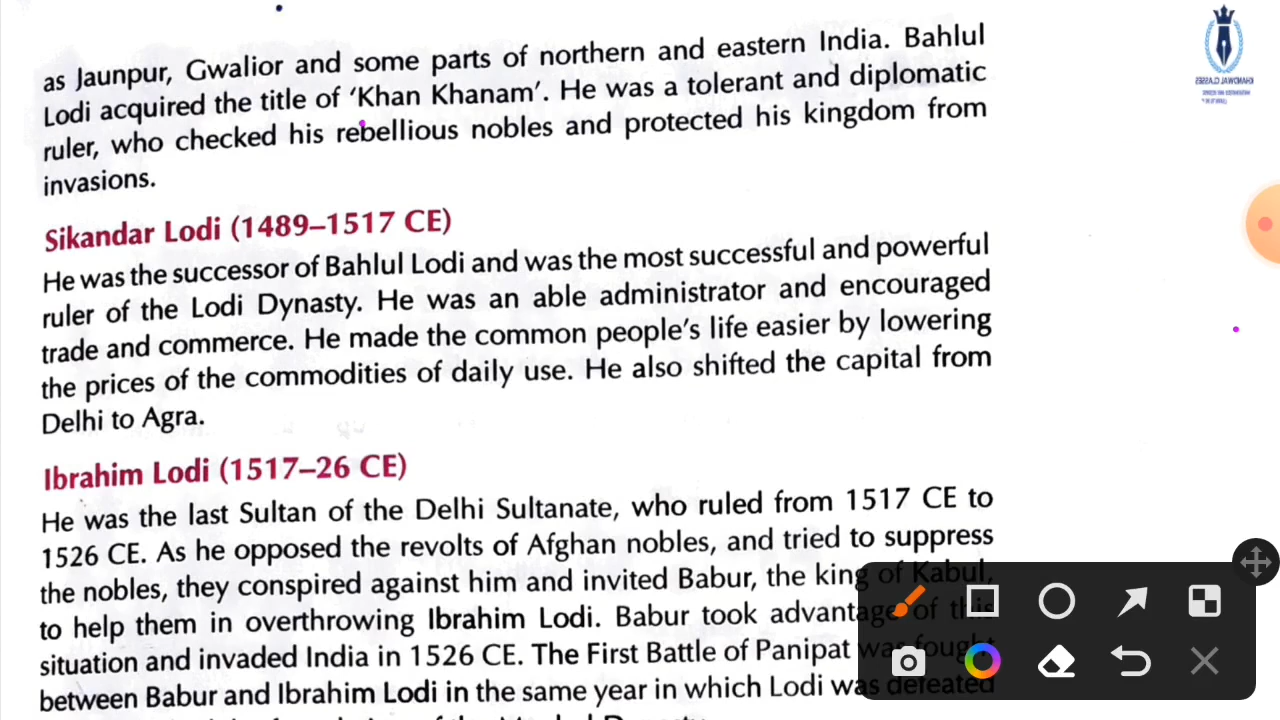 as Jaunpur, Gwalior and some parts of northern and eastern India. Bahlul
Lodi acquired the title of ‘Khan Khanam’. He was a tolerant and diplomatic
ruler, who checked his rebellious nobles and protected his kingdom from
invasions.
Sikandar Lodi (1489–1517 CE)
He was the successor of Bahlul Lodi and was the most successful and powerful
ruler of the Lodi Dynasty. He was an able administrator and encouraged
trade and commerce. He made the common people’s life easier by lowering
the prices of the commodities of daily use. He also shifted the capital from
Delhi to Agra.
Ibrahim Lodi (1517–26 CE)
He was the last Sultan of the Delhi Sultanate, who ruled from 1517 CE to
1526 CE. As he opposed the revolts of Afghan nobles, and tried to suppress
the nobles, they conspired against him and invited Babur, the king of Kabul,
to help them in overthrowing Ibrahim Lodi. Babur took advantage of this
situation and invaded India in 1526 CE. The First Battle of Panipat was fought
between Babur and Ibrahim Lodi in the same year in which Lodi was defeated
KHANDWAL CLASSES